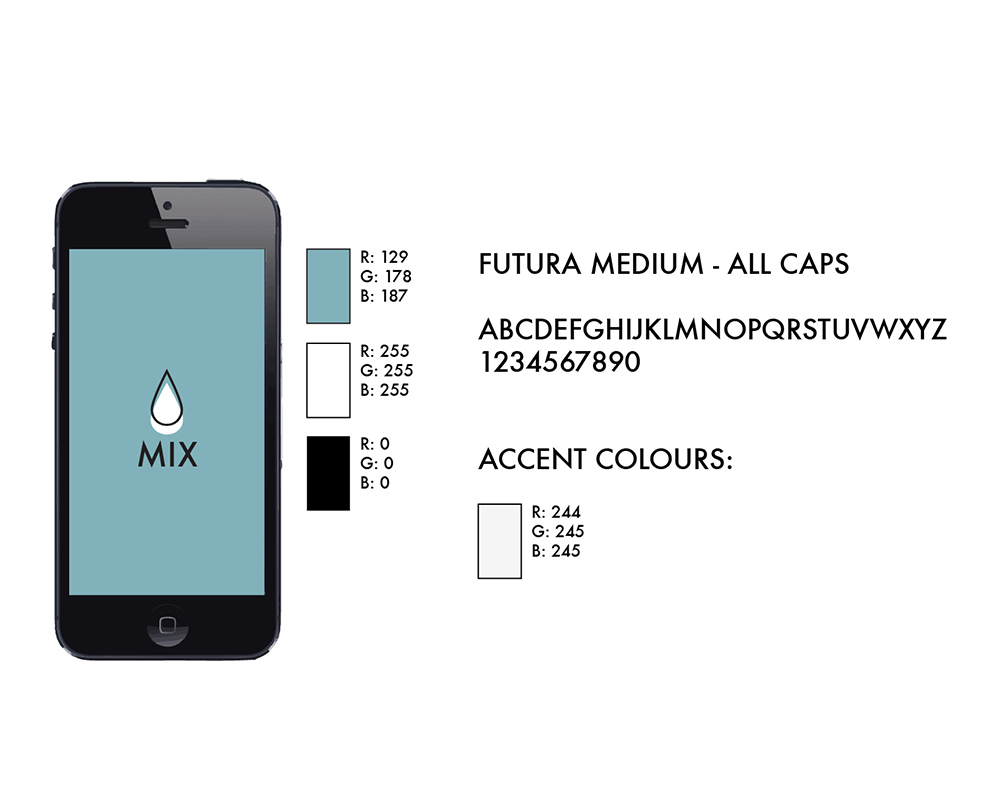 MIX
R: 129
G: 178
B: 187
R: 255
G: 255
B: 255
R: 0
G: 0
B: 0
FUTURA MEDIUM - ALL CAPS
ABCDEFGHIJKLMNOPQRSTUVWXYZ
1234567890
ACCENT COLOURS:
R: 244
G: 245
B: 245